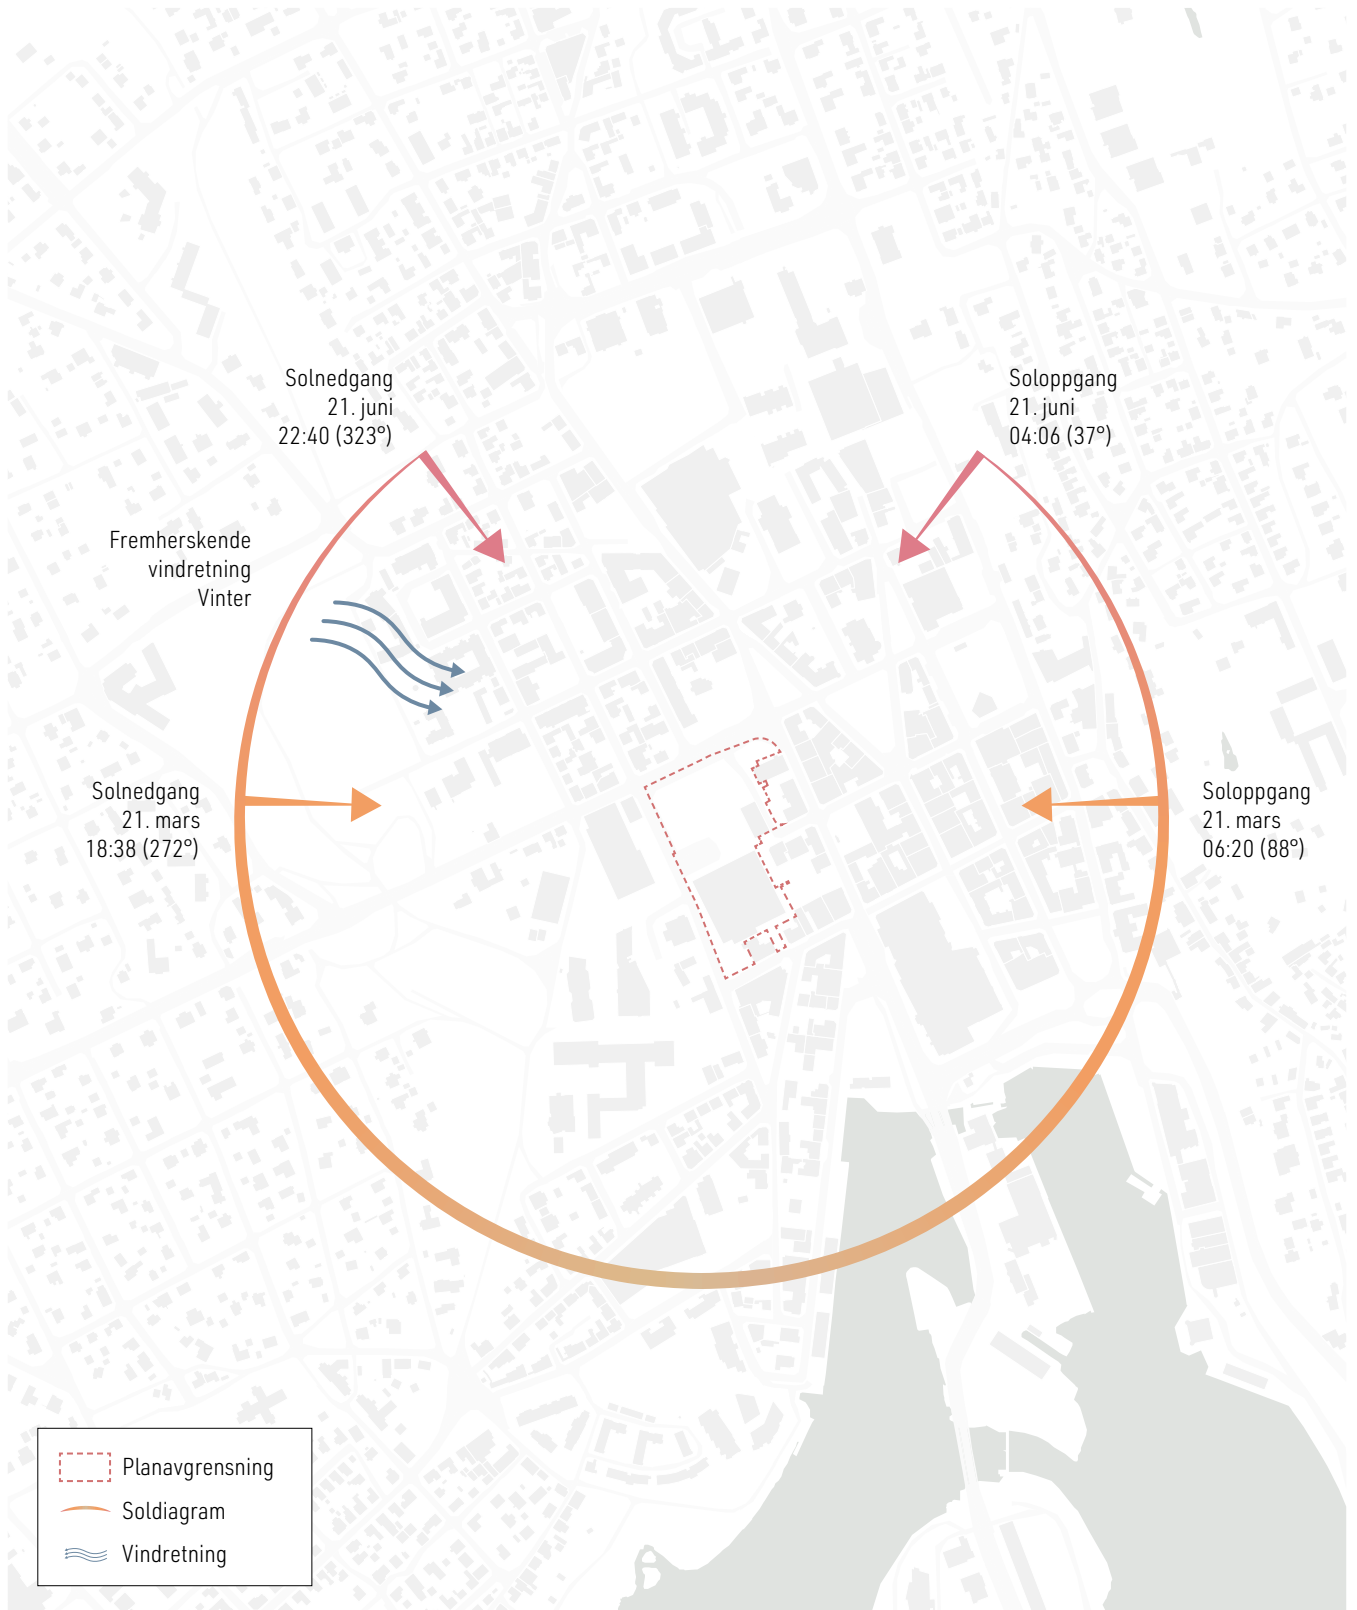 Solnedgang
21. juni
22:40 (323°)
Soloppgang
21. juni
04:06 (37°)
Fremherskende
vindretning
Vinter
Solnedgang
21. mars
18:38 (272°)
Soloppgang
21. mars
06:20 (88°)
Planavgrensning
Soldiagram
Vindretning